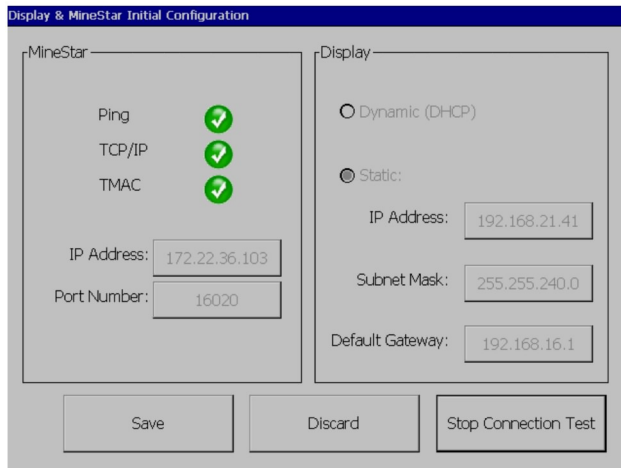 Display & MineStar Initial Configuration
MineStar
Ping
TCP/IP
TMAC
IP Address: 172.22.36.103
Port Number: 16020
Display
Dynamic (DHCP)
Static:
IP Address: 192.168.21.41
Subnet Mask: 255.255.240.0
Default Gateway: 192.168.16.1
Save
Discard
Stop Connection Test